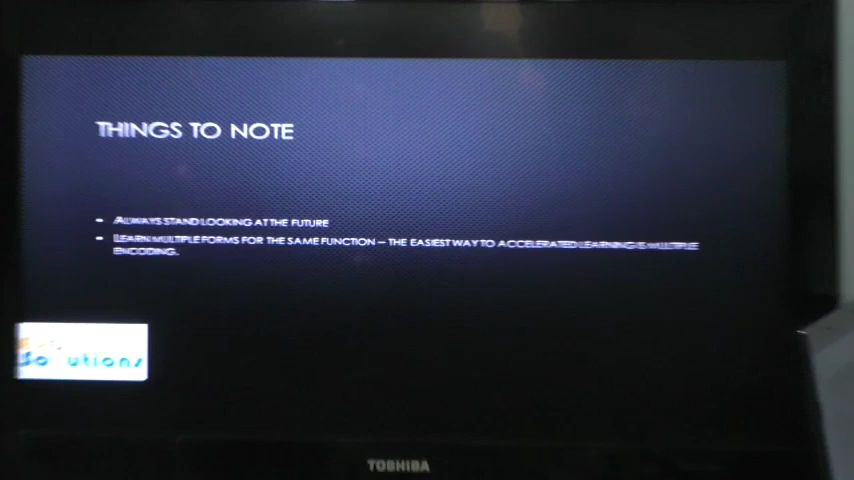 THINGS TO NOTE
- ALWAYS STAND LOOKING AT THE FUTURE
- LEARN MULTIPLE FORMS FOR THE SAME FUNCTION – THE EASIEST WAY TO ACCELERATED LEARNING IS MULTIPLE
ENCODING.
Solutions
TOSHIBA